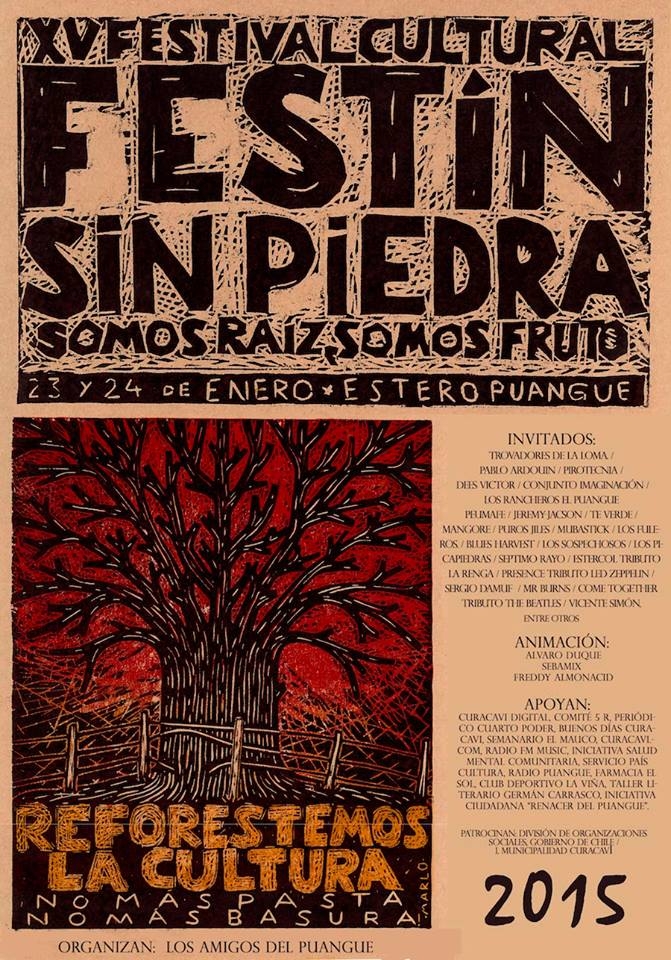 XV FESTIVAL CULTURAL
FESTiN
SiN PiEDRA
SOMOS RAIZ, SOMOS FRUTO
23 Y 24 DE ENERO * ESTERO PUANGUE
REFORESTEMOS
LA CULTURA
NO MAS PASTA
NO MAS BASURA!
MARLO
ORGANIZAN: LOS AMIGOS DEL PUANGUE
INVITADOS:
TROVADORES DE LA LOMA /
PABLO ARDOUIN / PIROTECNIA /
DEES VICTOR / CONJUNTO IMAGINACIÓN /
LOS RANCHEROS EL PUANGUE
PEUMAFE / JEREMY JACSON / TE VERDE /
MANGORE / PUROS JILES / MUBASTICK / LOS FULE-
ROS / BLUES HARVEST / LOS SOSPECHOSOS / LOS PI-
CAPIEDRAS / SEPTIMO RAYO / ESTERCOL TRIBUTO
LA RENGA / PRESENCE TRIBUTO LED ZEPPELIN /
SERGIO DAMUF / MR BURNS / COME TOGETHER
TRIBUTO THE BEATLES / VICENTE SIMÓN,
ENTRE OTROS
ANIMACIÓN:
ALVARO DUQUE
SEBAMIX
FREDDY ALMONACID
APOYAN:
CURACAVI DIGITAL, COMITÉ 5 R, PERIÓDI-
CO CUARTO PODER, BUENOS DÍAS CURA-
CAVI, SEMANARIO EL MAUCO, CURACAVI.-
COM, RADIO FM MUSIC, INICIATIVA SALUD
MENTAL COMUNITARIA, SERVICIO PAÍS
CULTURA, RADIO PUANGUE, FARMACIA EL
SOL, CLUB DEPORTIVO LA VIÑA, TALLER LI-
TERARIO GERMÁN CARRASCO, INICIATIVA
CIUDADANA "RENACER DEL PUANGUE".
PATROCINAN: DIVISIÓN DE ORGANIZACIONES
SOCIALES, GOBIERNO DE CHILE /
I. MUNICIPALIDAD CURACAVÍ
2015